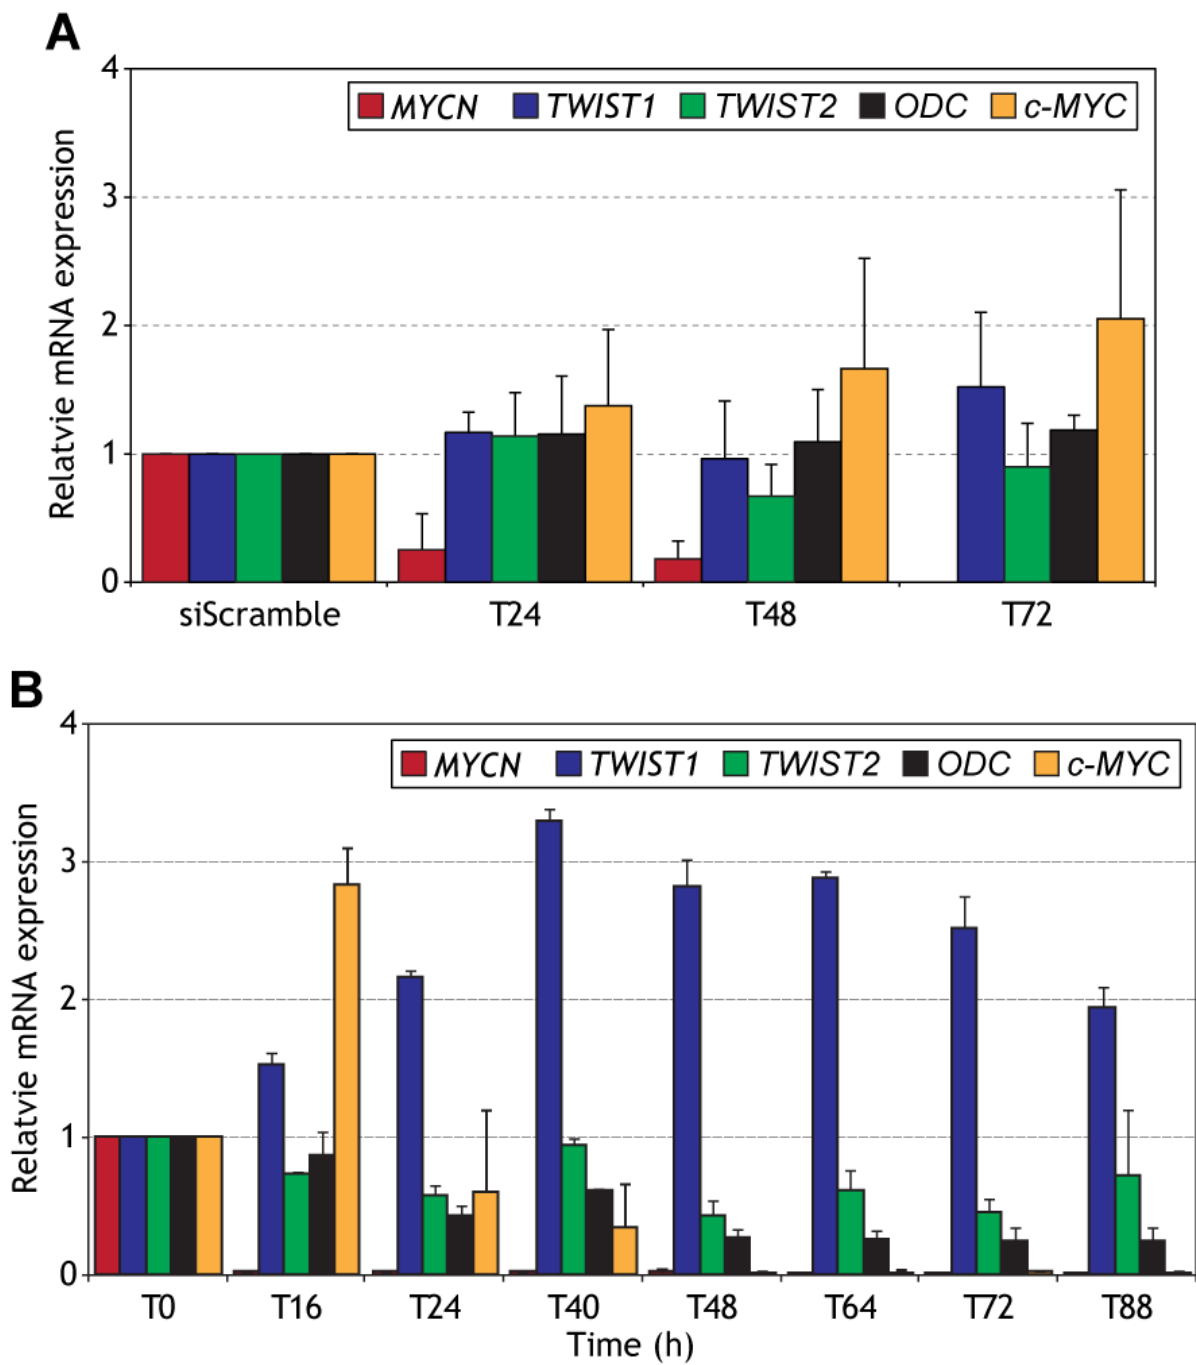 A
4
3
2
1
0
Relatvie mRNA expression
MYCN TWIST1 TWIST2 ODC c-MYC
siScramble T24 T48 T72
B
4
3
2
1
0
Relatvie mRNA expression
MYCN TWIST1 TWIST2 ODC c-MYC
T0 T16 T24 T40 T48 T64 T72 T88
Time (h)